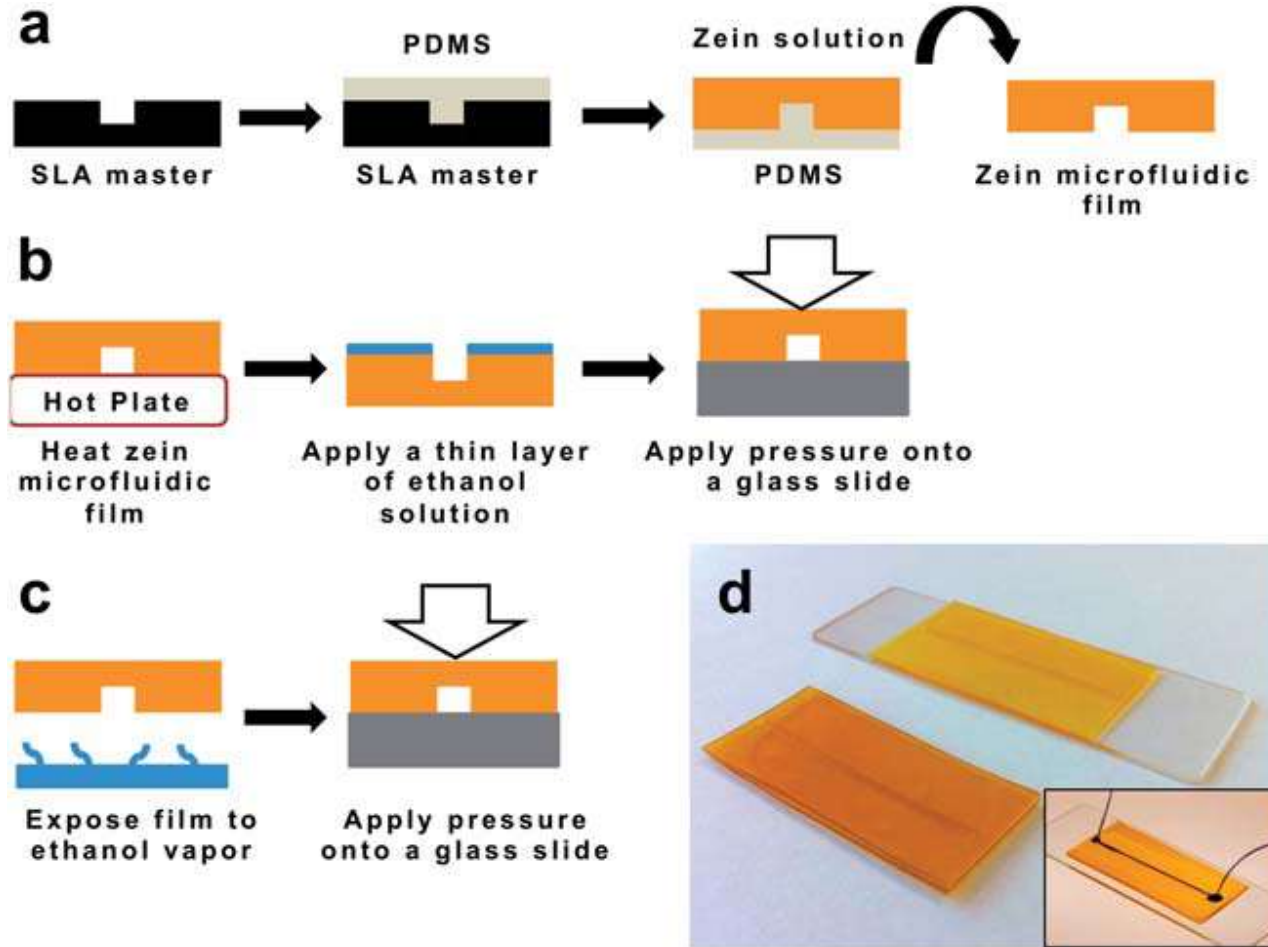 a
PDMS
Zein solution
SLA master
SLA master
PDMS
Zein microfluidic
film
b
Hot Plate
Heat zein
microfluidic
film
Apply a thin layer
of ethanol
solution
Apply pressure onto
a glass slide
c
Expose film to
ethanol vapor
Apply pressure
onto a glass slide
d